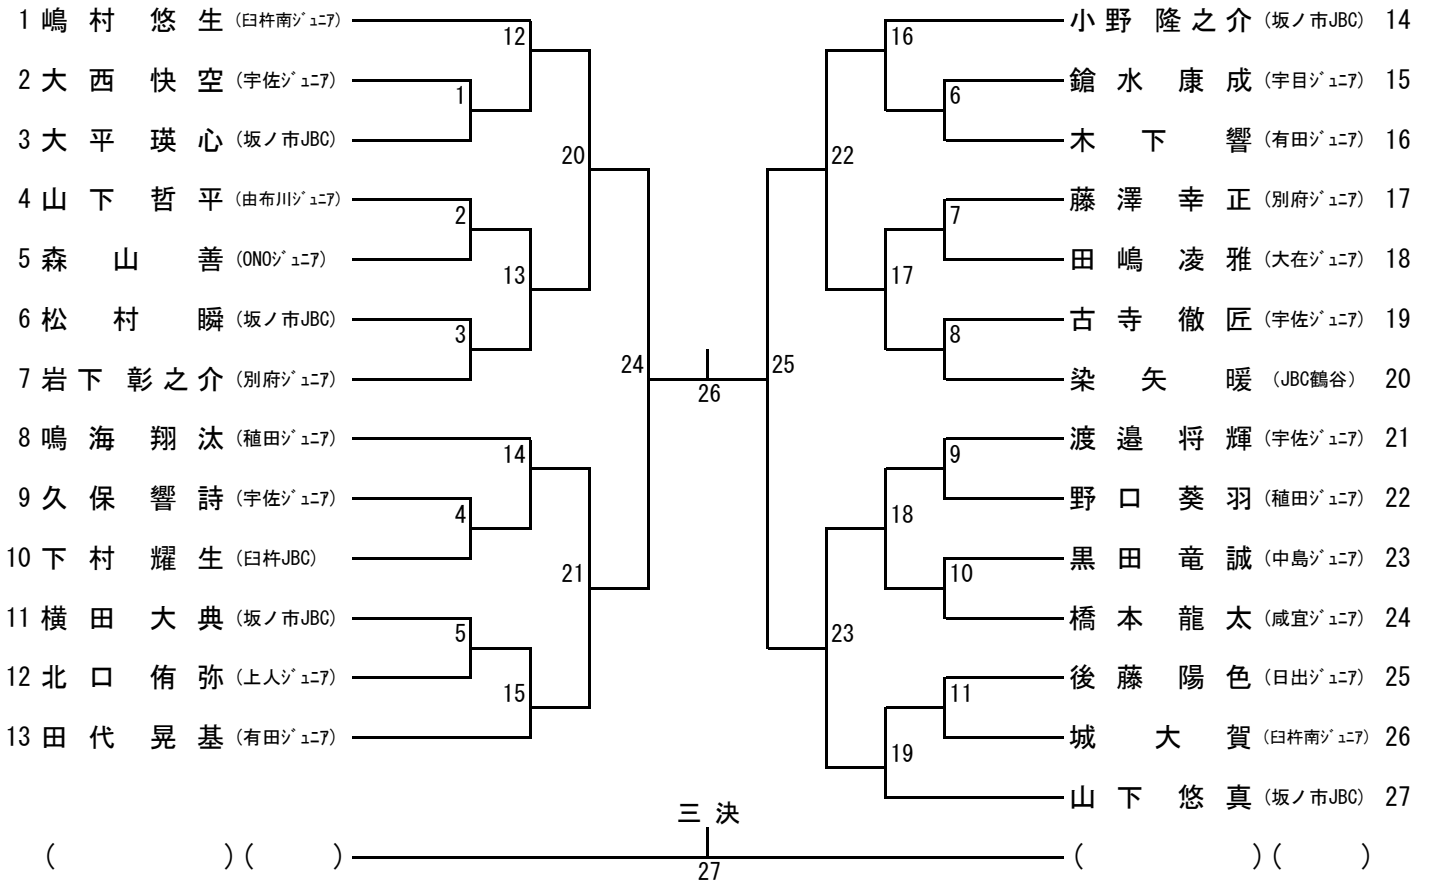 1 嶋村 悠生 (臼杵南ｼﾞｭﾆｱ)
2 大西 快空 (宇佐ｼﾞｭﾆｱ)
3 大平 瑛心 (坂ノ市JBC)
4 山下 哲平 (由布川ｼﾞｭﾆｱ)
5 森山 善 (ONOｼﾞｭﾆｱ)
6 松村 瞬 (坂ノ市JBC)
7 岩下 彰之介 (別府ｼﾞｭﾆｱ)
8 鳴海 翔汰 (稙田ｼﾞｭﾆｱ)
9 久保 響詩 (宇佐ｼﾞｭﾆｱ)
10 下村 耀生 (臼杵JBC)
11 横田 大典 (坂ノ市JBC)
12 北口 侑弥 (上人ｼﾞｭﾆｱ)
13 田代 晃基 (有田ｼﾞｭﾆｱ)
12
1
20
2
13
3
24
14
4
21
5
15
26
16
6
22
7
17
8
25
9
18
10
23
11
19
小野 隆之介 (坂ノ市JBC) 14
鎗水 康成 (宇目ｼﾞｭﾆｱ) 15
木下 響 (有田ｼﾞｭﾆｱ) 16
藤澤 幸正 (別府ｼﾞｭﾆｱ) 17
田嶋 凌雅 (大在ｼﾞｭﾆｱ) 18
古寺 徹匠 (宇佐ｼﾞｭﾆｱ) 19
染矢 暖 (JBC鶴谷) 20
渡邉 将輝 (宇佐ｼﾞｭﾆｱ) 21
野口 葵羽 (稙田ｼﾞｭﾆｱ) 22
黒田 竜誠 (中島ｼﾞｭﾆｱ) 23
橋本 龍太 (咸宜ｼﾞｭﾆｱ) 24
後藤 陽色 (日出ｼﾞｭﾆｱ) 25
城 大賀 (臼杵南ｼﾞｭﾆｱ) 26
山下 悠真 (坂ノ市JBC) 27
三決
( )( ) 27 ( )( )